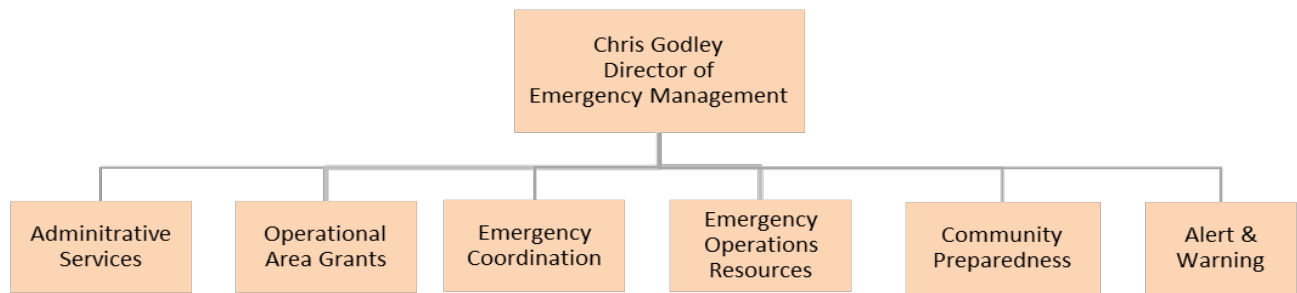 Chris Godley
Director of
Emergency Management
Adminitrative
Services
Operational
Area Grants
Emergency
Coordination
Emergency
Operations
Resources
Community
Preparedness
Alert &
Warning